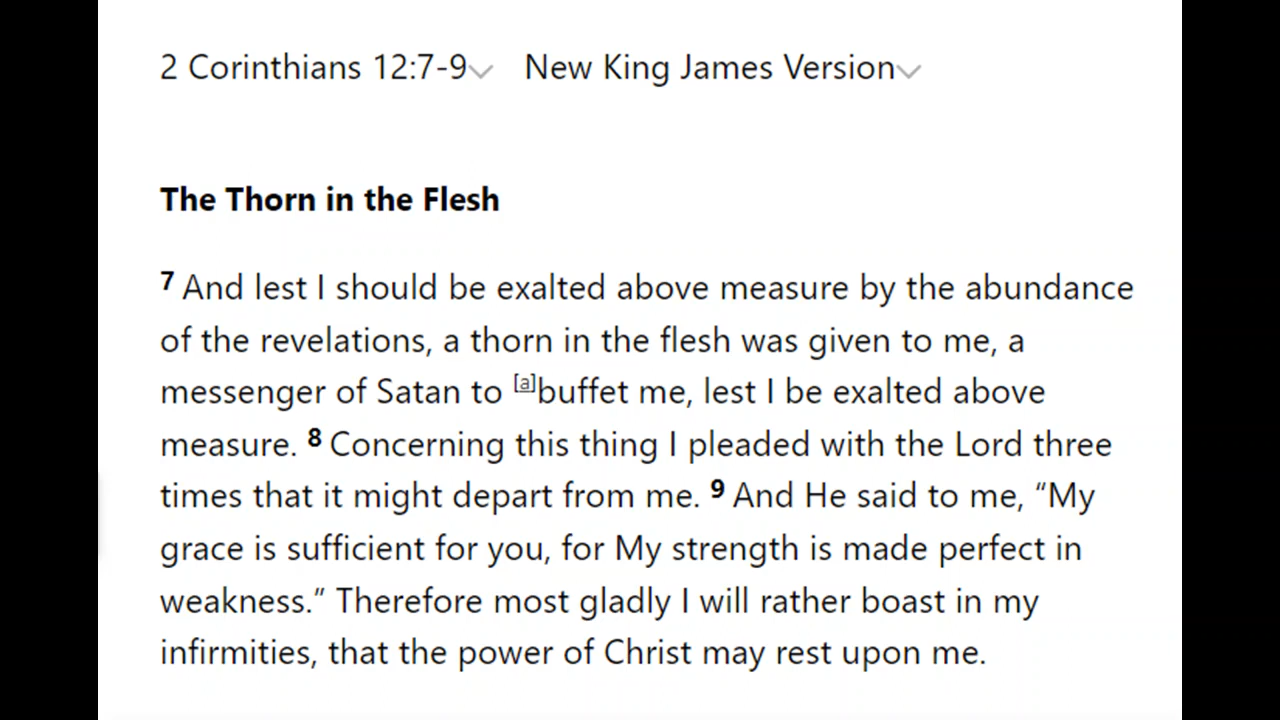 2 Corinthians 12:7-9 New King James Version
The Thorn in the Flesh
7 And lest I should be exalted above measure by the abundance
of the revelations, a thorn in the flesh was given to me, a
messenger of Satan to [a]buffet me, lest I be exalted above
measure. 8 Concerning this thing I pleaded with the Lord three
times that it might depart from me. 9 And He said to me, “My
grace is sufficient for you, for My strength is made perfect in
weakness.” Therefore most gladly I will rather boast in my
infirmities, that the power of Christ may rest upon me.